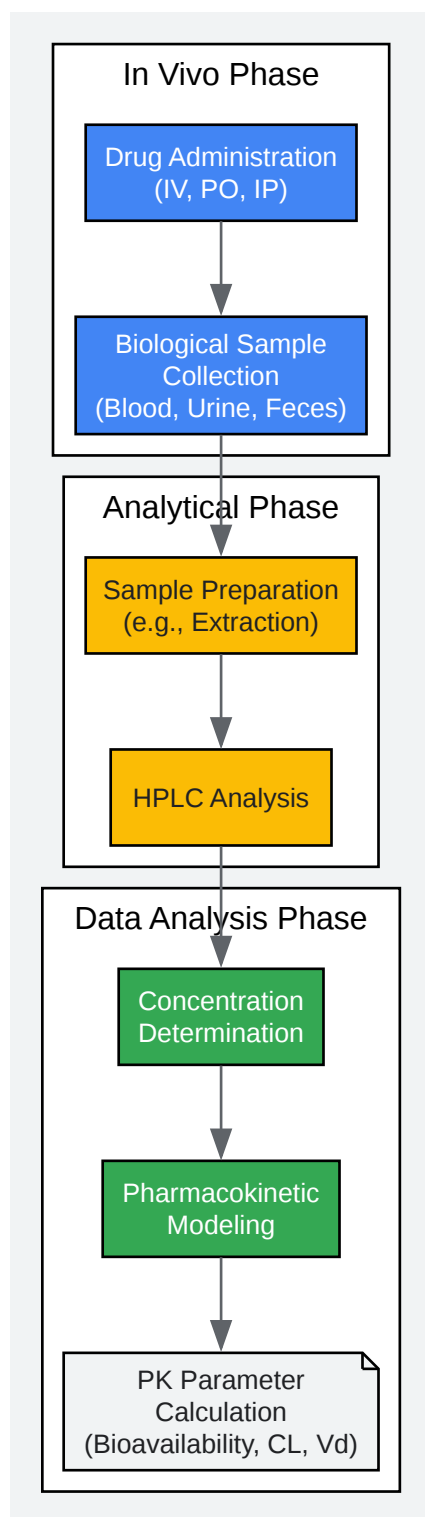 In Vivo Phase
Drug Administration
(IV, PO, IP)
Biological Sample
Collection
(Blood, Urine, Feces)
Analytical Phase
Sample Preparation
(e.g., Extraction)
HPLC Analysis
Data Analysis Phase
Concentration
Determination
Pharmacokinetic
Modeling
PK Parameter
Calculation
(Bioavailability, CL, Vd)